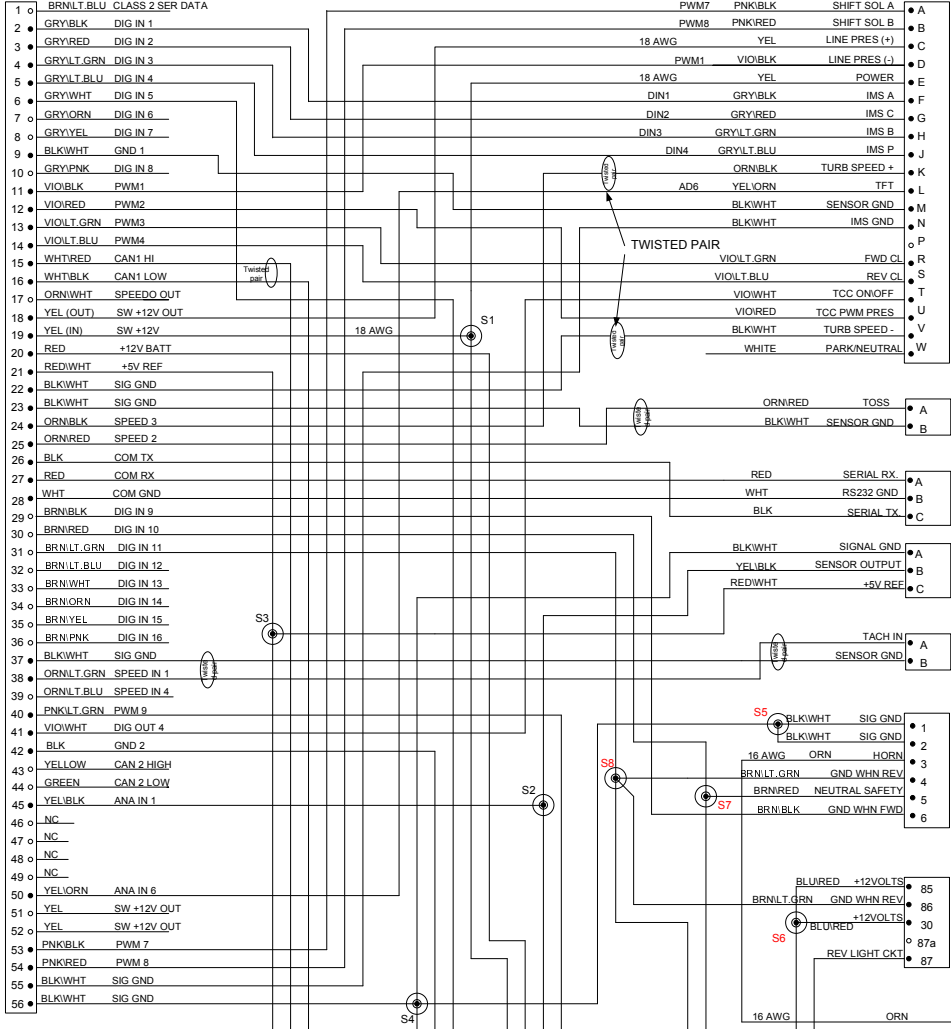 1 BRN\LT.BLU CLASS 2 SER DATA
2 GRY\BLK DIG IN 1
3 GRY\RED DIG IN 2
4 GRY\LT.GRN DIG IN 3
5 GRY\LT.BLU DIG IN 4
6 GRY\WHT DIG IN 5
7 GRY\ORN DIG IN 6
8 GRY\YEL DIG IN 7
9 BLK\WHT GND 1
10 GRY\PNK DIG IN 8
11 VIO\BLK PWM1
12 VIO\RED PWM2
13 VIO\LT.GRN PWM3
14 VIO\LT.BLU PWM4
15 WHT\RED CAN1 HI
16 WHT\BLK CAN1 LOW
17 ORN\WHT SPEEDO OUT
18 YEL (OUT) SW +12V OUT
19 YEL (IN) SW +12V
20 RED +12V BATT
21 RED\WHT +5V REF
22 BLK\WHT SIG GND
23 BLK\WHT SIG GND
24 ORN\BLK SPEED 3
25 ORN\RED SPEED 2
26 BLK COM TX
27 RED COM RX
28 WHT COM GND
29 BRN\BLK DIG IN 9
30 BRN\RED DIG IN 10
31 BRN\LT.GRN DIG IN 11
32 BRN\LT.BLU DIG IN 12
33 BRN\WHT DIG IN 13
34 BRN\ORN DIG IN 14
35 BRN\YEL DIG IN 15
36 BRN\PNK DIG IN 16
37 BLK\WHT SIG GND
38 ORN\LT.GRN SPEED IN 1
39 ORN\LT.BLU SPEED IN 4
40 PNK\LT.GRN PWM 9
41 VIO\WHT DIG OUT 4
42 BLK GND 2
43 YELLOW CAN 2 HIGH
44 GREEN CAN 2 LOW
45 YEL\BLK ANA IN 1
46 NC
47 NC
48 NC
49 NC
50 YEL\ORN ANA IN 6
51 YEL SW +12V OUT
52 YEL SW +12V OUT
53 PNK\BLK PWM 7
54 PNK\RED PWM 8
55 BLK\WHT SIG GND
56 BLK\WHT SIG GND
Twisted pair
Twisted pair
S3
S4
18 AWG
S1
S2
PWM7 PNK\BLK SHIFT SOL A A
PWM8 PNK\RED SHIFT SOL B B
18 AWG YEL LINE PRES (+) C
PWM1 VIO\BLK LINE PRES (-) D
18 AWG YEL POWER E
DIN1 GRY\BLK IMS A F
DIN2 GRY\RED IMS C G
DIN3 GRY\LT.GRN IMS B H
DIN4 GRY\LT.BLU IMS P J
Twisted pair
ORN\BLK TURB SPEED + K
AD6 YEL\ORN TFT L
BLK\WHT SENSOR GND M
BLK\WHT IMS GND N
P
TWISTED PAIR
VIO\LT.GRN FWD CL R
VIO\LT.BLU REV CL S
VIO\WHT TCC ON\OFF T
VIO\RED TCC PWM PRES U
Twisted pair
BLK\WHT TURB SPEED - V
WHITE PARK/NEUTRAL W
Twisted pair
ORN\RED TOSS A
BLK\WHT SENSOR GND B
RED SERIAL RX. A
WHT RS232 GND B
BLK SERIAL TX. C
BLK\WHT SIGNAL GND A
YEL\BLK SENSOR OUTPUT B
RED\WHT +5V REF C
Twisted pair
TACH IN A
SENSOR GND B
S5
BLK\WHT SIG GND 1
BLK\WHT SIG GND 2
16 AWG ORN HORN 3
S8
BRN\LT.GRN GND WHN REV 4
BRN\RED NEUTRAL SAFETY 5
S7
BRN\BLK GND WHN FWD 6
BLU\RED +12VOLTS 85
BRN\LT.GRN GND WHN REV 86
BLU\RED +12VOLTS 30
S6
87a
REV LIGHT CKT 87
16 AWG ORN